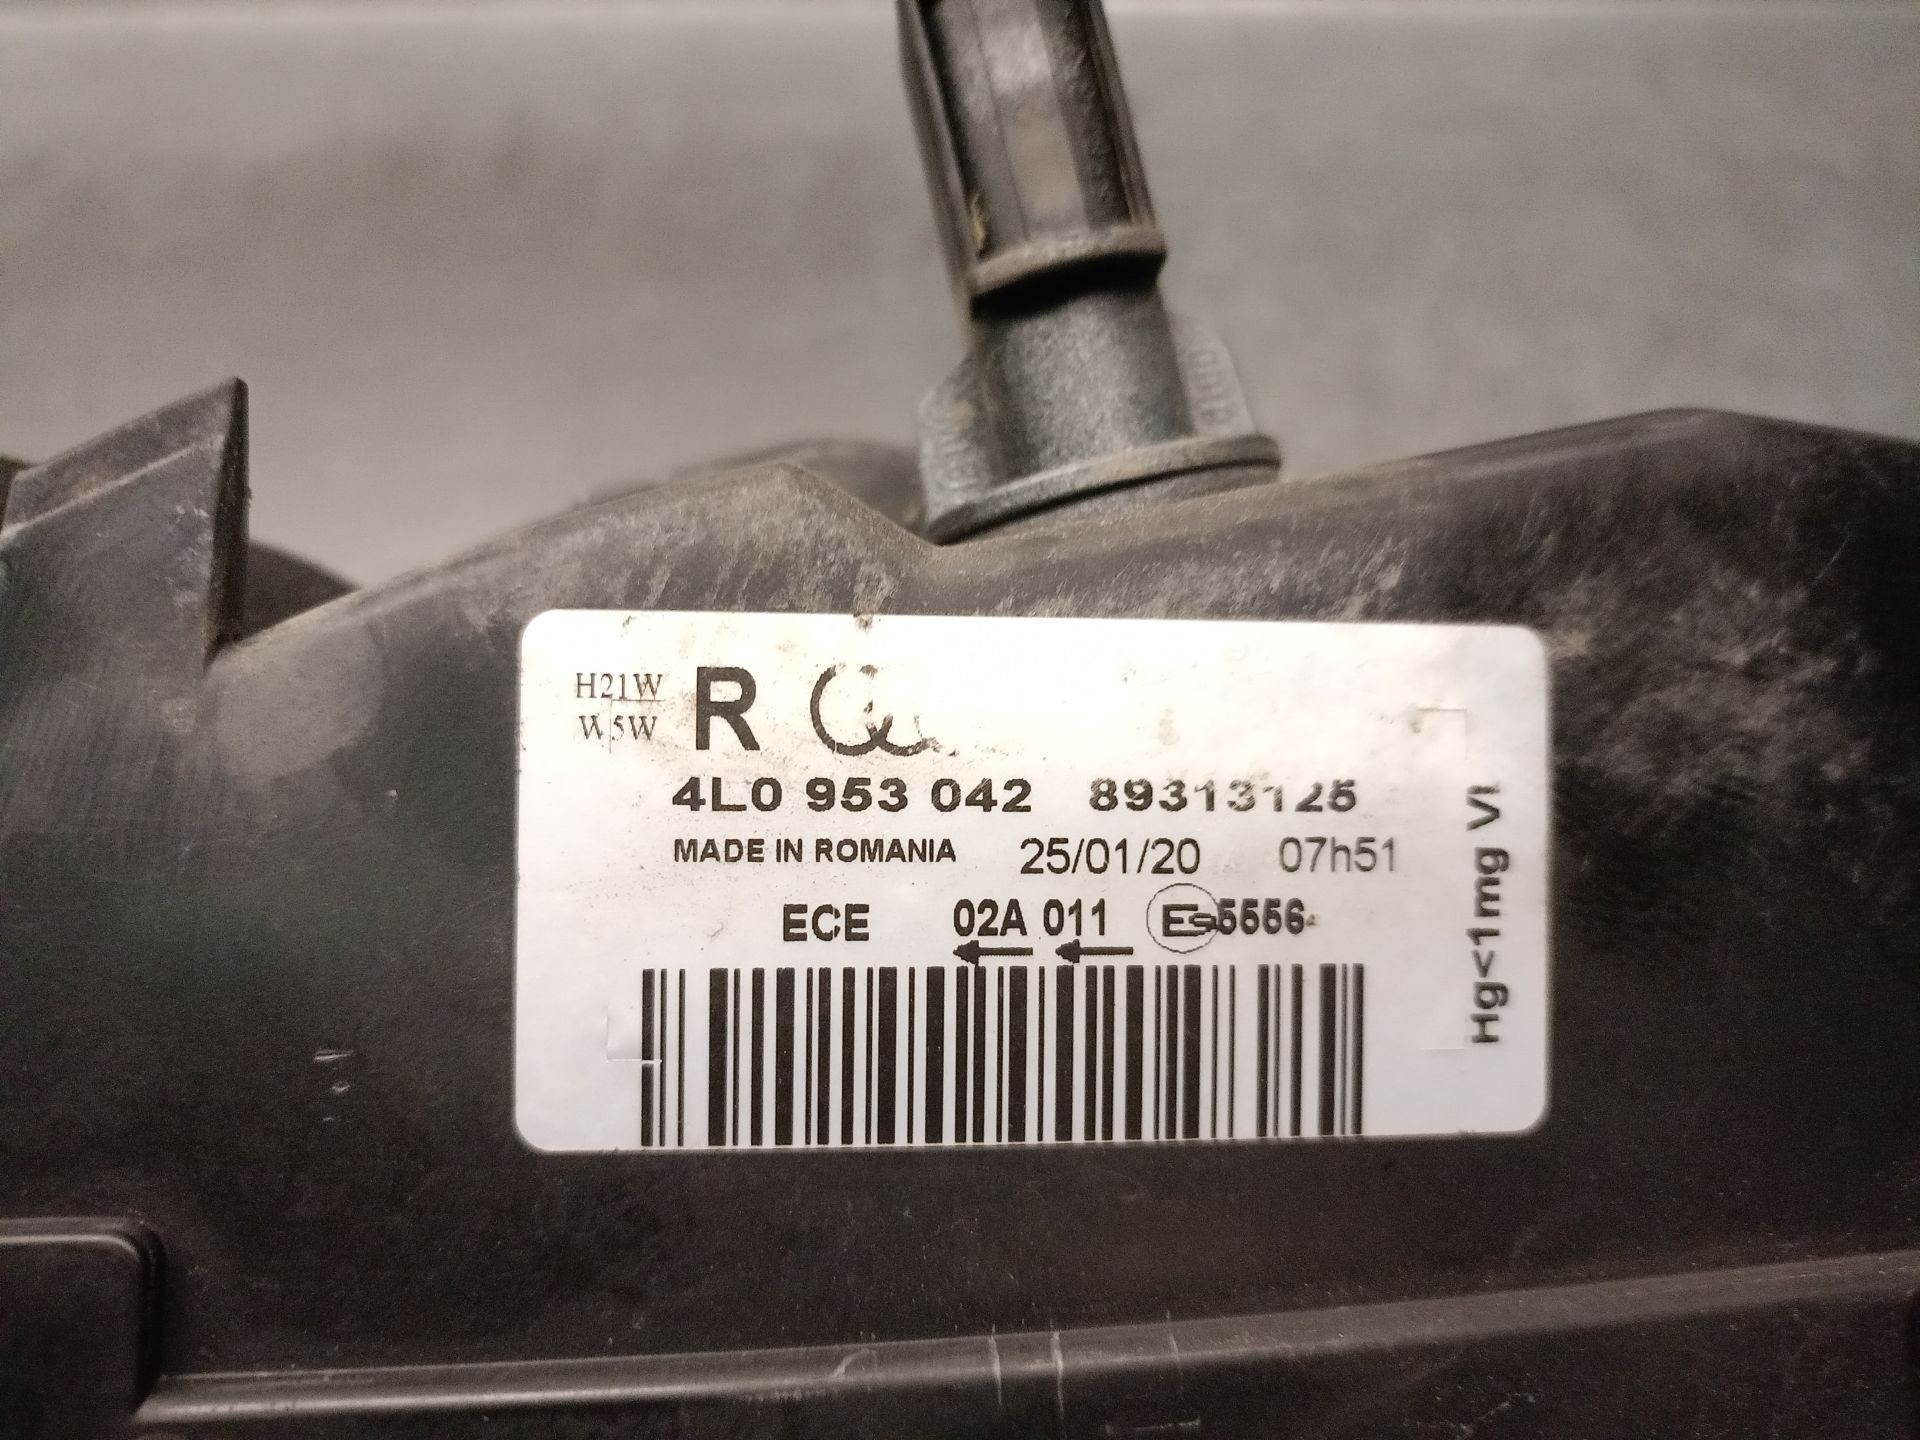 H21W R
W5W
4L0 953 042 89313125
MADE IN ROMANIA 25/01/20 07h51
ECE 02A 011 E9 5556
Hg<1mg VI